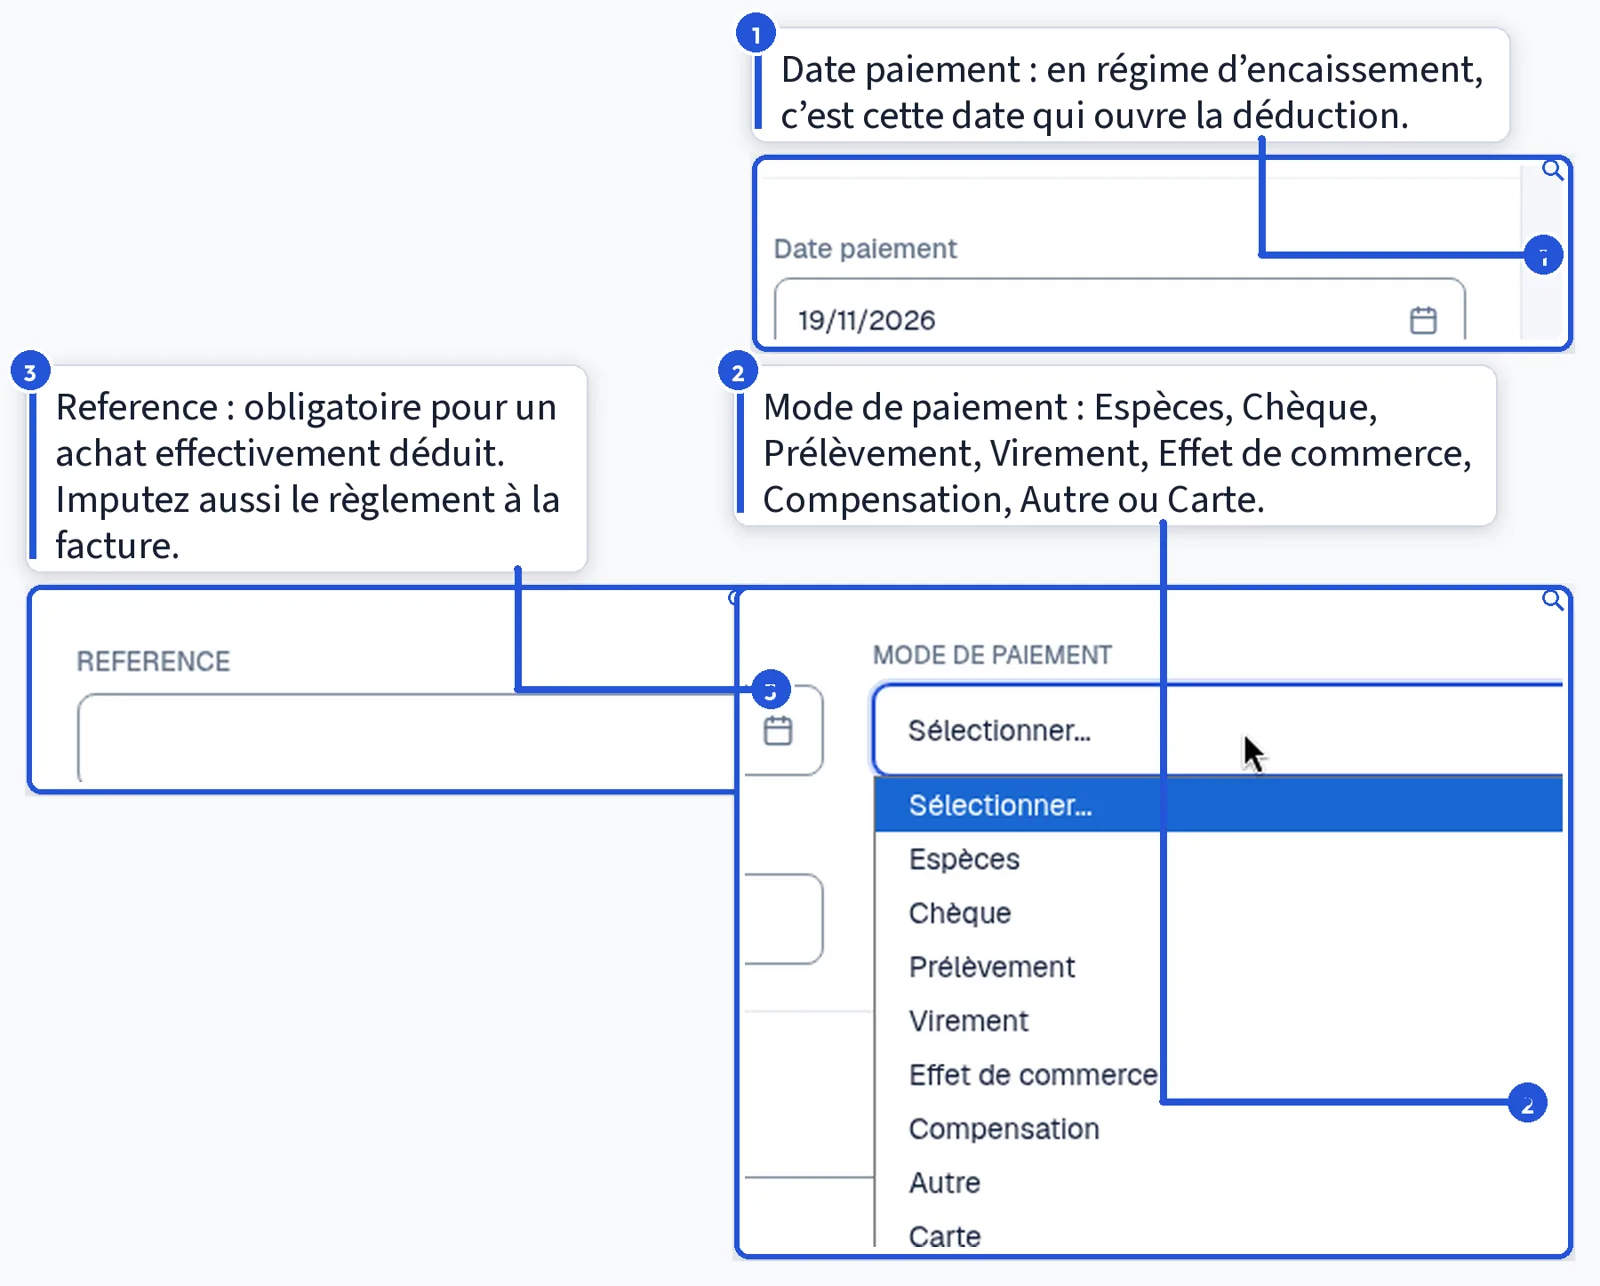 1
Date paiement : en régime d’encaissement,
c’est cette date qui ouvre la déduction.
Date paiement
1
19/11/2026
3
Reference : obligatoire pour un
achat effectivement déduit.
Imputez aussi le règlement à la
facture.
2
Mode de paiement : Espèces, Chèque,
Prélèvement, Virement, Effet de commerce,
Compensation, Autre ou Carte.
REFERENCE
3
MODE DE PAIEMENT
Sélectionner...
Sélectionner...
Espèces
Chèque
Prélèvement
Virement
Effet de commerce
2
Compensation
Autre
Carte